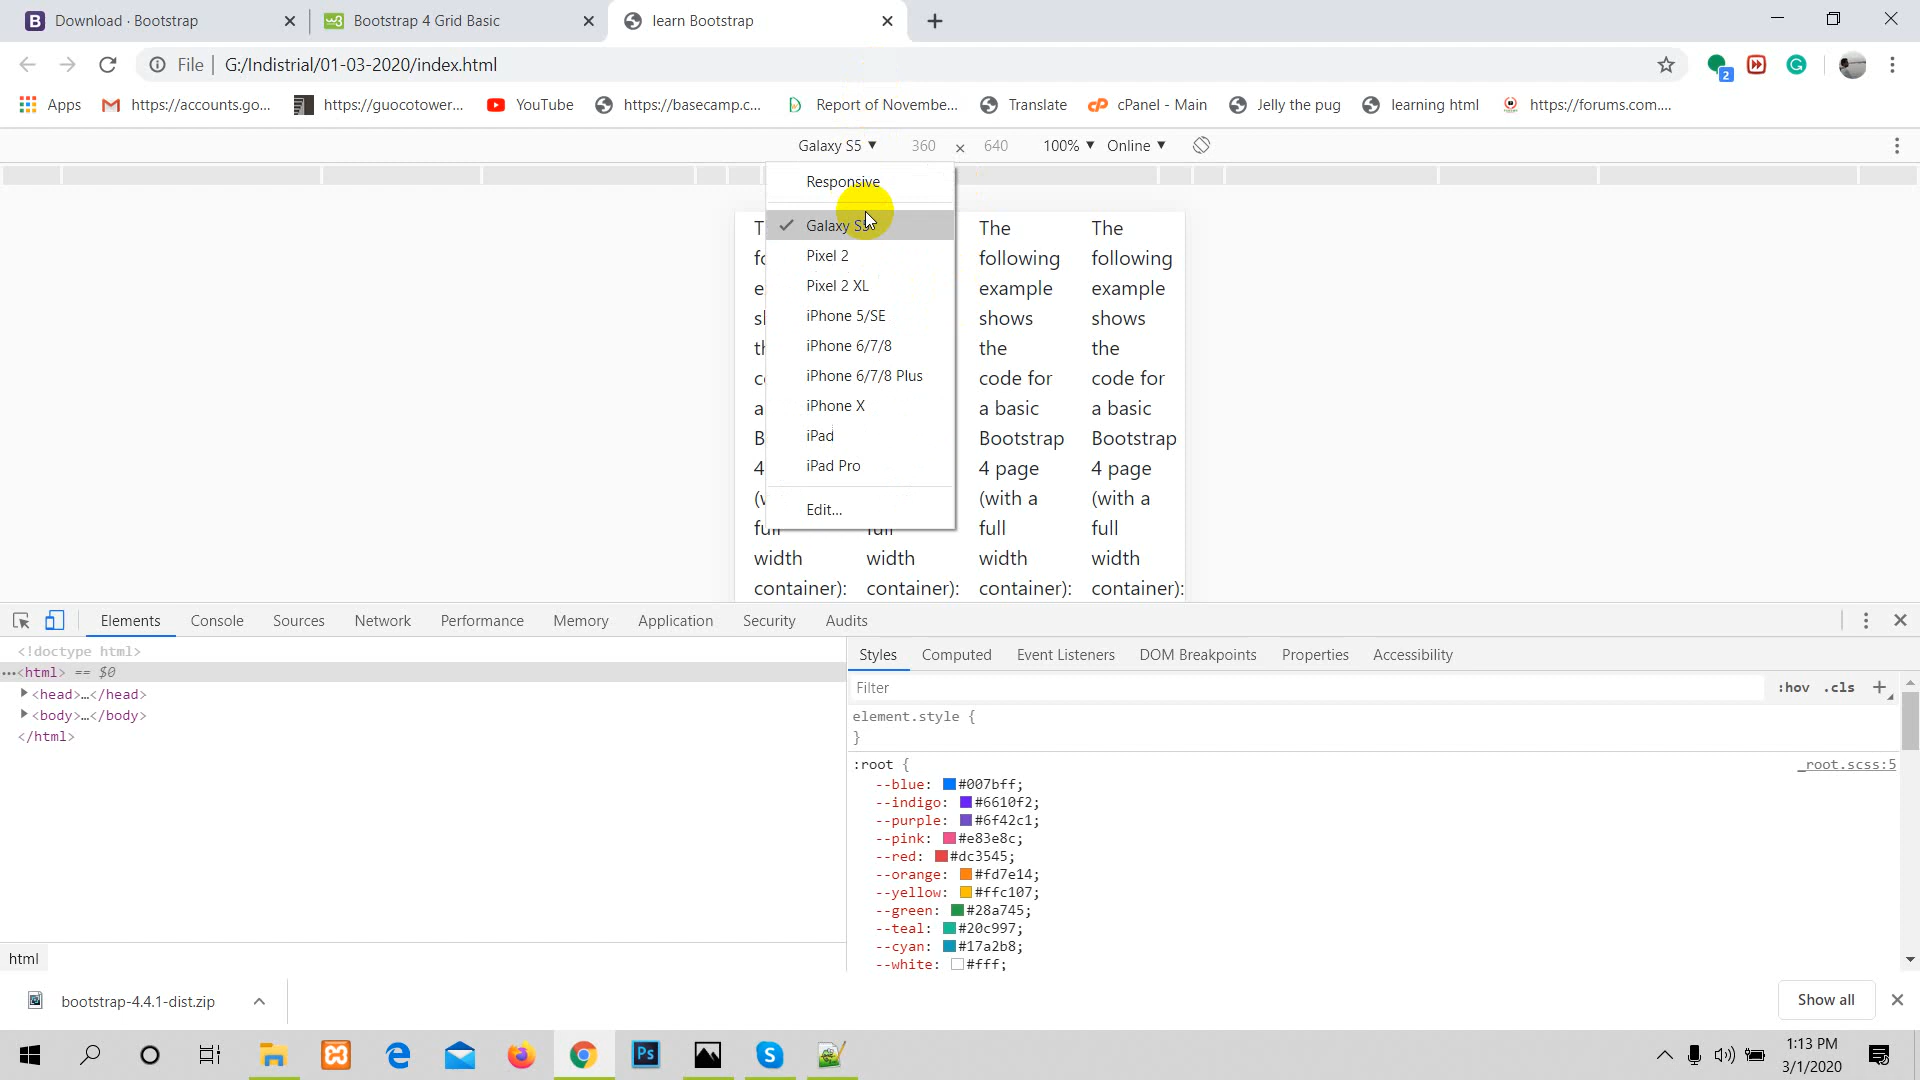 Download · Bootstrap
Bootstrap 4 Grid Basic
learn Bootstrap
File
G:/Indistrial/01-03-2020/index.html
2
Apps
https://accounts.go...
https://guocotower...
YouTube
https://basecamp.c...
Report of Novembe...
Translate
cPanel - Main
Jelly the pug
learning html
https://forums.com....
Galaxy S5
360
×
640
100%
Online
Responsive
Galaxy S5
Pixel 2
Pixel 2 XL
iPhone 5/SE
iPhone 6/7/8
iPhone 6/7/8 Plus
iPhone X
iPad
iPad Pro
Edit...
width
container):
full
width
container):
The
following
example
shows
the
code for
a basic
Bootstrap
4 page
(with a
full
width
container):
The
following
example
shows
the
code for
a basic
Bootstrap
4 page
(with a
full
width
container):
Elements
Console
Sources
Network
Performance
Memory
Application
Security
Audits
<!doctype html>
…<html> == $0
<head>…</head>
<body>…</body>
</html>
html
Styles
Computed
Event Listeners
DOM Breakpoints
Properties
Accessibility
Filter
:hov
.cls
+
element.style {
}
:root {
_root.scss:5
--blue: #007bff;
--indigo: #6610f2;
--purple: #6f42c1;
--pink: #e83e8c;
--red: #dc3545;
--orange: #fd7e14;
--yellow: #ffc107;
--green: #28a745;
--teal: #20c997;
--cyan: #17a2b8;
--white: #fff;
bootstrap-4.4.1-dist.zip
Show all
1:13 PM
3/1/2020